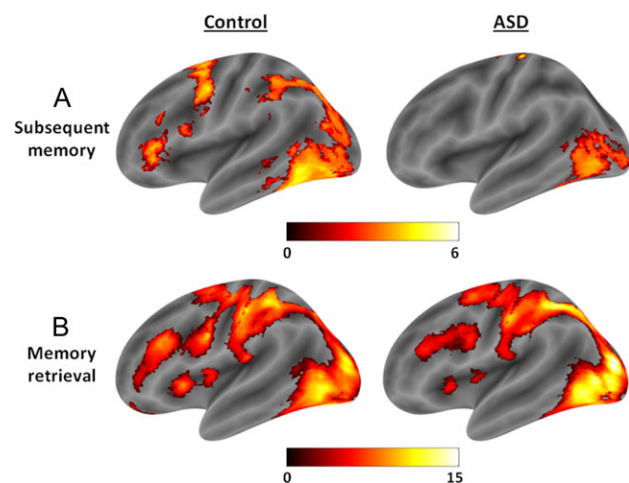 Control
ASD
A
Subsequent
memory
0
6
B
Memory
retrieval
0
15